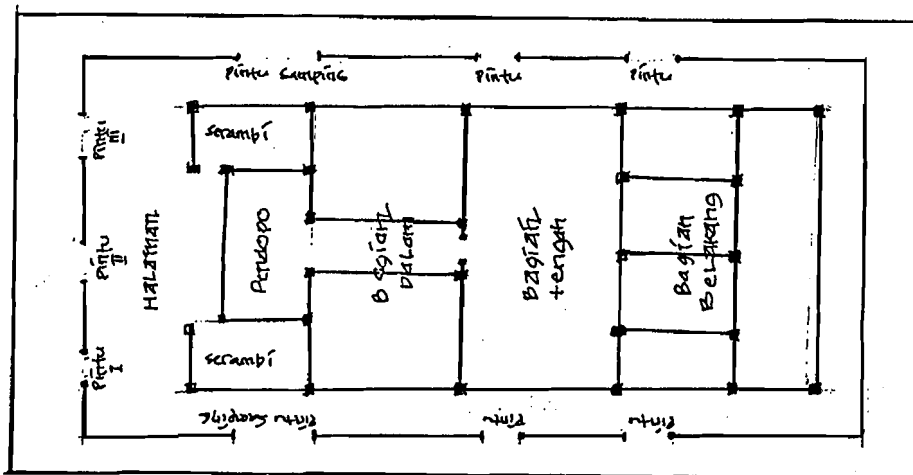 Pintu Samping
Pintu
Pintu
Pintu
III
Pintu
II
Pintu
I
HALAMAN
serambi
Pendopo
serambi
Bagian
Dalam
Bagian
tengah
Bagian
Belakang
Pintu Samping
Pintu
Pintu